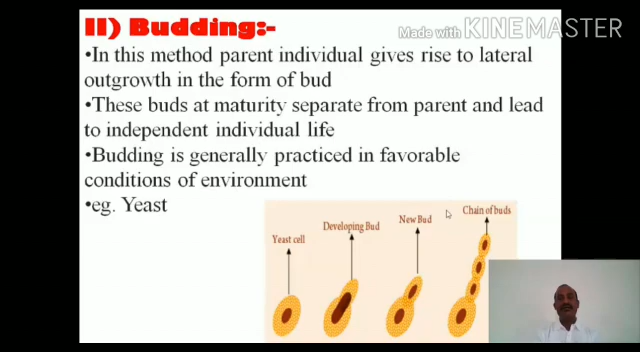 II) Budding:-
Made with KINEMASTER
•In this method parent individual gives rise to lateral
outgrowth in the form of bud
•These buds at maturity separate from parent and lead
to independent individual life
•Budding is generally practiced in favorable
conditions of environment
•eg. Yeast
Yeast cell
Developing Bud
New Bud
Chain of buds